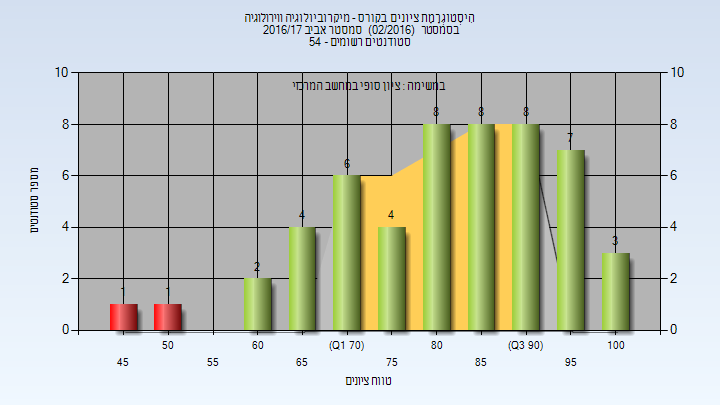 הִיסְטוֹגְרָמַת ציונים בקורס - מיקרוביולוגיה ווירולוגיה
בסמסטר (02/2016) סמסטר אביב 2016/17
סטודנטים רשומים - 54
במשימה : ציון סופי במחשב המרכזי
10 10
8 8
6 6
4 4
2 2
0 0
1 1 2 4 6 4 8 8 8 7 3
מספר סטודנטים
50 60 (Q1 70) 80 (Q3 90) 100
45 55 65 75 85 95
טווח ציונים